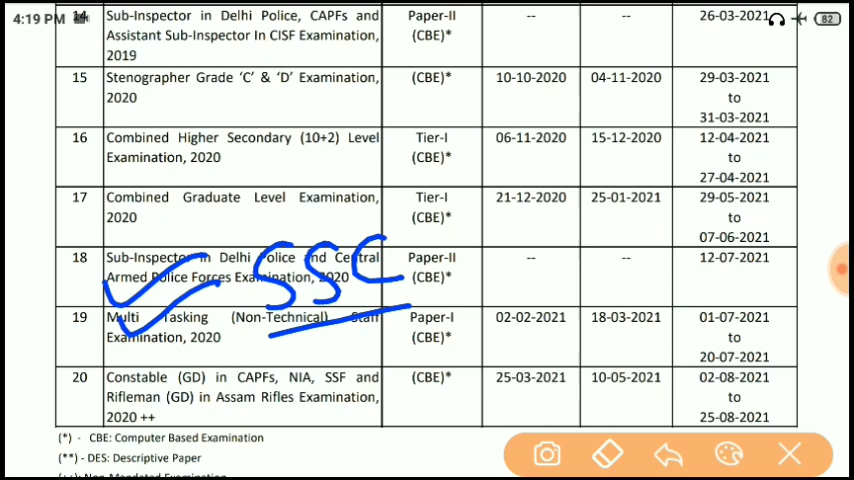 4:19 PM
82
14 Sub-Inspector in Delhi Police, CAPFs and Paper-II -- -- 26-03-2021
Assistant Sub-Inspector In CISF Examination, (CBE)*
2019
15 Stenographer Grade ‘C’ & ‘D’ Examination, (CBE)* 10-10-2020 04-11-2020 29-03-2021
2020 to
31-03-2021
16 Combined Higher Secondary (10+2) Level Tier-I 06-11-2020 15-12-2020 12-04-2021
Examination, 2020 (CBE)* to
27-04-2021
17 Combined Graduate Level Examination, Tier-I 21-12-2020 25-01-2021 29-05-2021
2020 (CBE)* to
07-06-2021
18 Sub-Inspector in Delhi Police and Central Paper-II -- -- 12-07-2021
Armed Police Forces Examination, 2020 (CBE)*
SSC
19 Multi Tasking (Non-Technical) Staff Paper-I 02-02-2021 18-03-2021 01-07-2021
Examination, 2020 (CBE)* to
20-07-2021
20 Constable (GD) in CAPFs, NIA, SSF and (CBE)* 25-03-2021 10-05-2021 02-08-2021
Rifleman (GD) in Assam Rifles Examination, to
2020 ++ 25-08-2021
(*) - CBE: Computer Based Examination
(**) - DES: Descriptive Paper
(++): Non-Mandated Examination